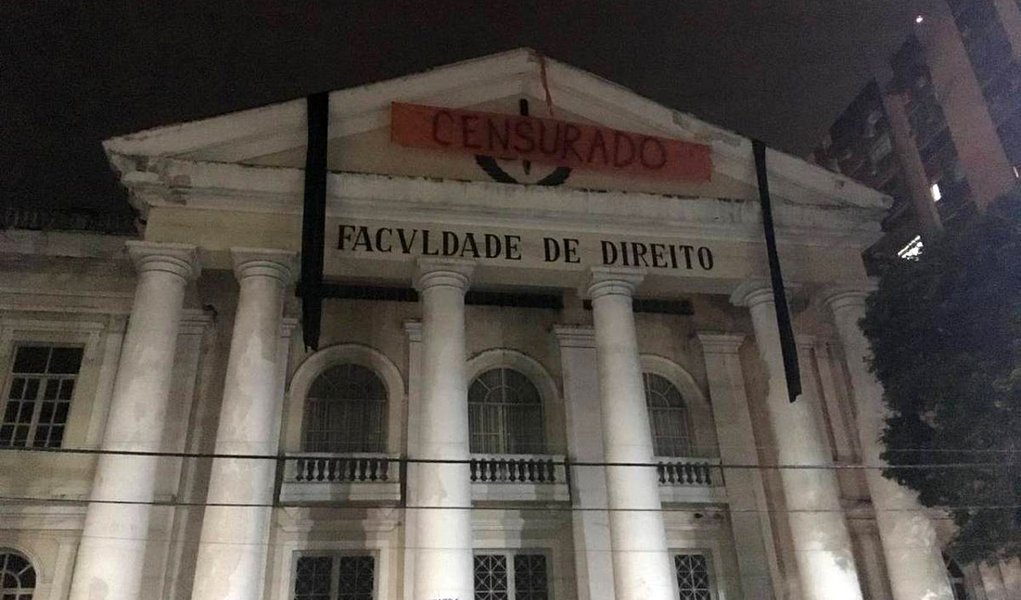 CENSURADO
FACVLDADE DE DIREITO